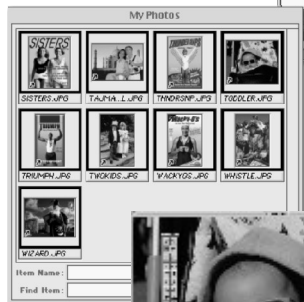 My Photos
SISTERS
SISTERS.JPG TAJMA...L.JPG THNDRSNP.JPG TODDLER.JPG
TRIUMPH.JPG TWOKIDS.JPG WACKYOS.JPG WHISTLE.JPG
WIZARD.JPG
Item Name:
Find Item: